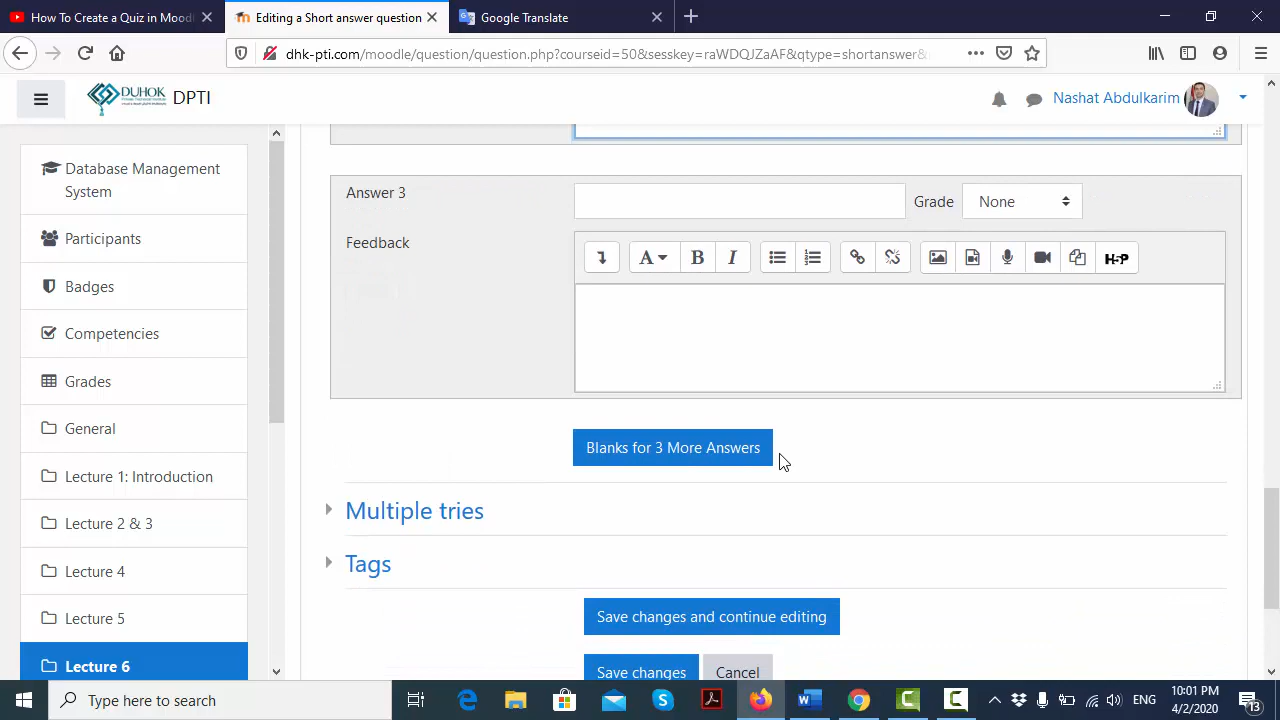 How To Create a Quiz in Mood
Editing a Short answer question
Google Translate
dhk-pti.com/moodle/question/question.php?courseid=50&sesskey=raWDQJZaAF&qtype=shortanswer&
DUHOK
DPTI
Nashat Abdulkarim
Database Management
System
Participants
Badges
Competencies
Grades
General
Lecture 1: Introduction
Lecture 2 & 3
Lecture 4
Lecture 5
Lecture 6
Answer 3
Grade
None
Feedback
A
B
I
H5P
Blanks for 3 More Answers
Multiple tries
Tags
Save changes and continue editing
Save changes
Cancel
Type here to search
ENG
10:01 PM
4/2/2020
13